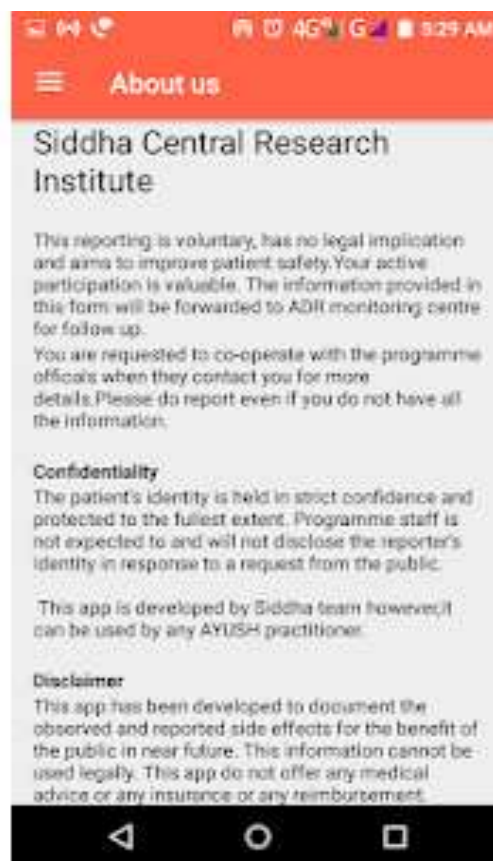 4G G 5:29 AM
About us
Siddha Central Research
Institute
This reporting is voluntary, has no legal implication
and aims to improve patient safety.Your active
participation is valuable. The information provided in
this form will be forwarded to ADR monitoring centre
for follow up.
You are requested to co-operate with the programme
officals when they contact you for more
details.Please do report even if you do not have all
the information.
Confidentiality
The patient's identity is held in strict confidence and
protected to the fullest extent. Programme staff is
not expected to and will not disclose the reporter's
identity in response to a request from the public.
This app is developed by Siddha team however,it
can be used by any AYUSH practitioner.
Disclaimer
This app has been developed to document the
observed and reported side effects for the benefit of
the public in near future. This information cannot be
used legally. This app do not offer any medical
advice or any insurance or any reimbursement.